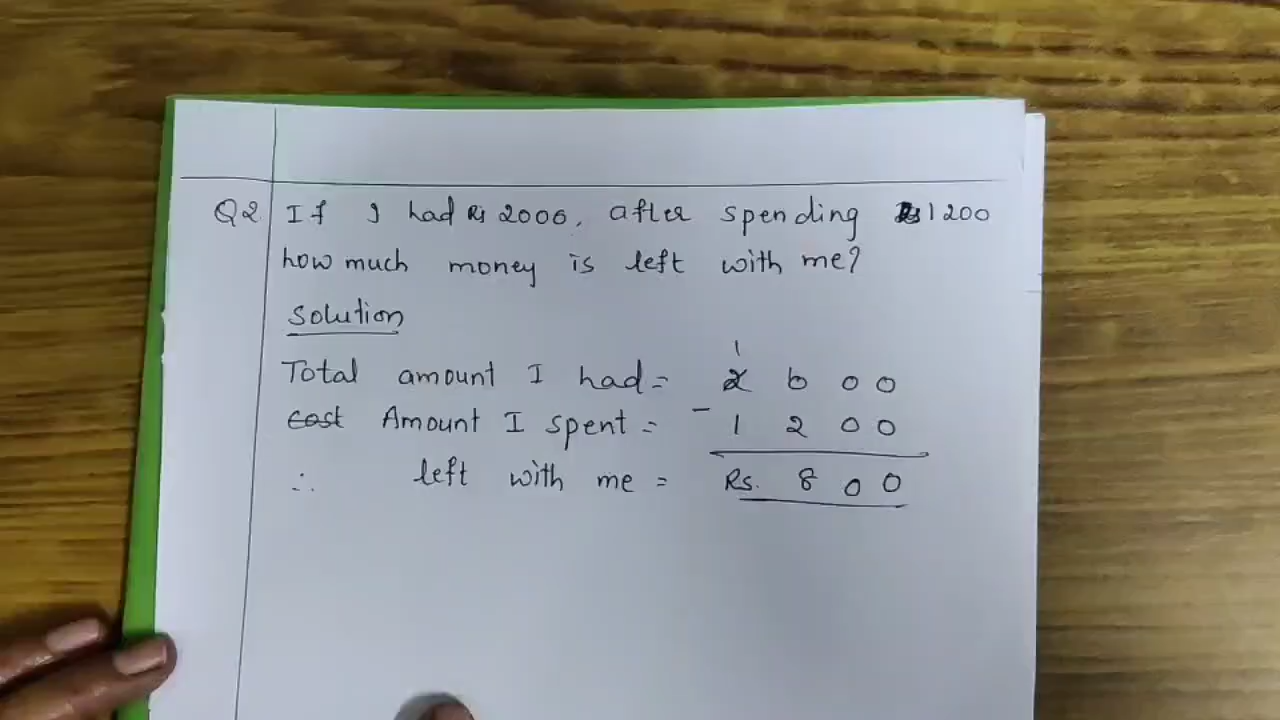 Q2 If I had Rs 2000, after spending Rs 1200
how much money is left with me?
Solution
1
Total amount I had = 2 0 0 0
cost Amount I spent = - 1 2 0 0
∴ left with me = Rs. 8 0 0